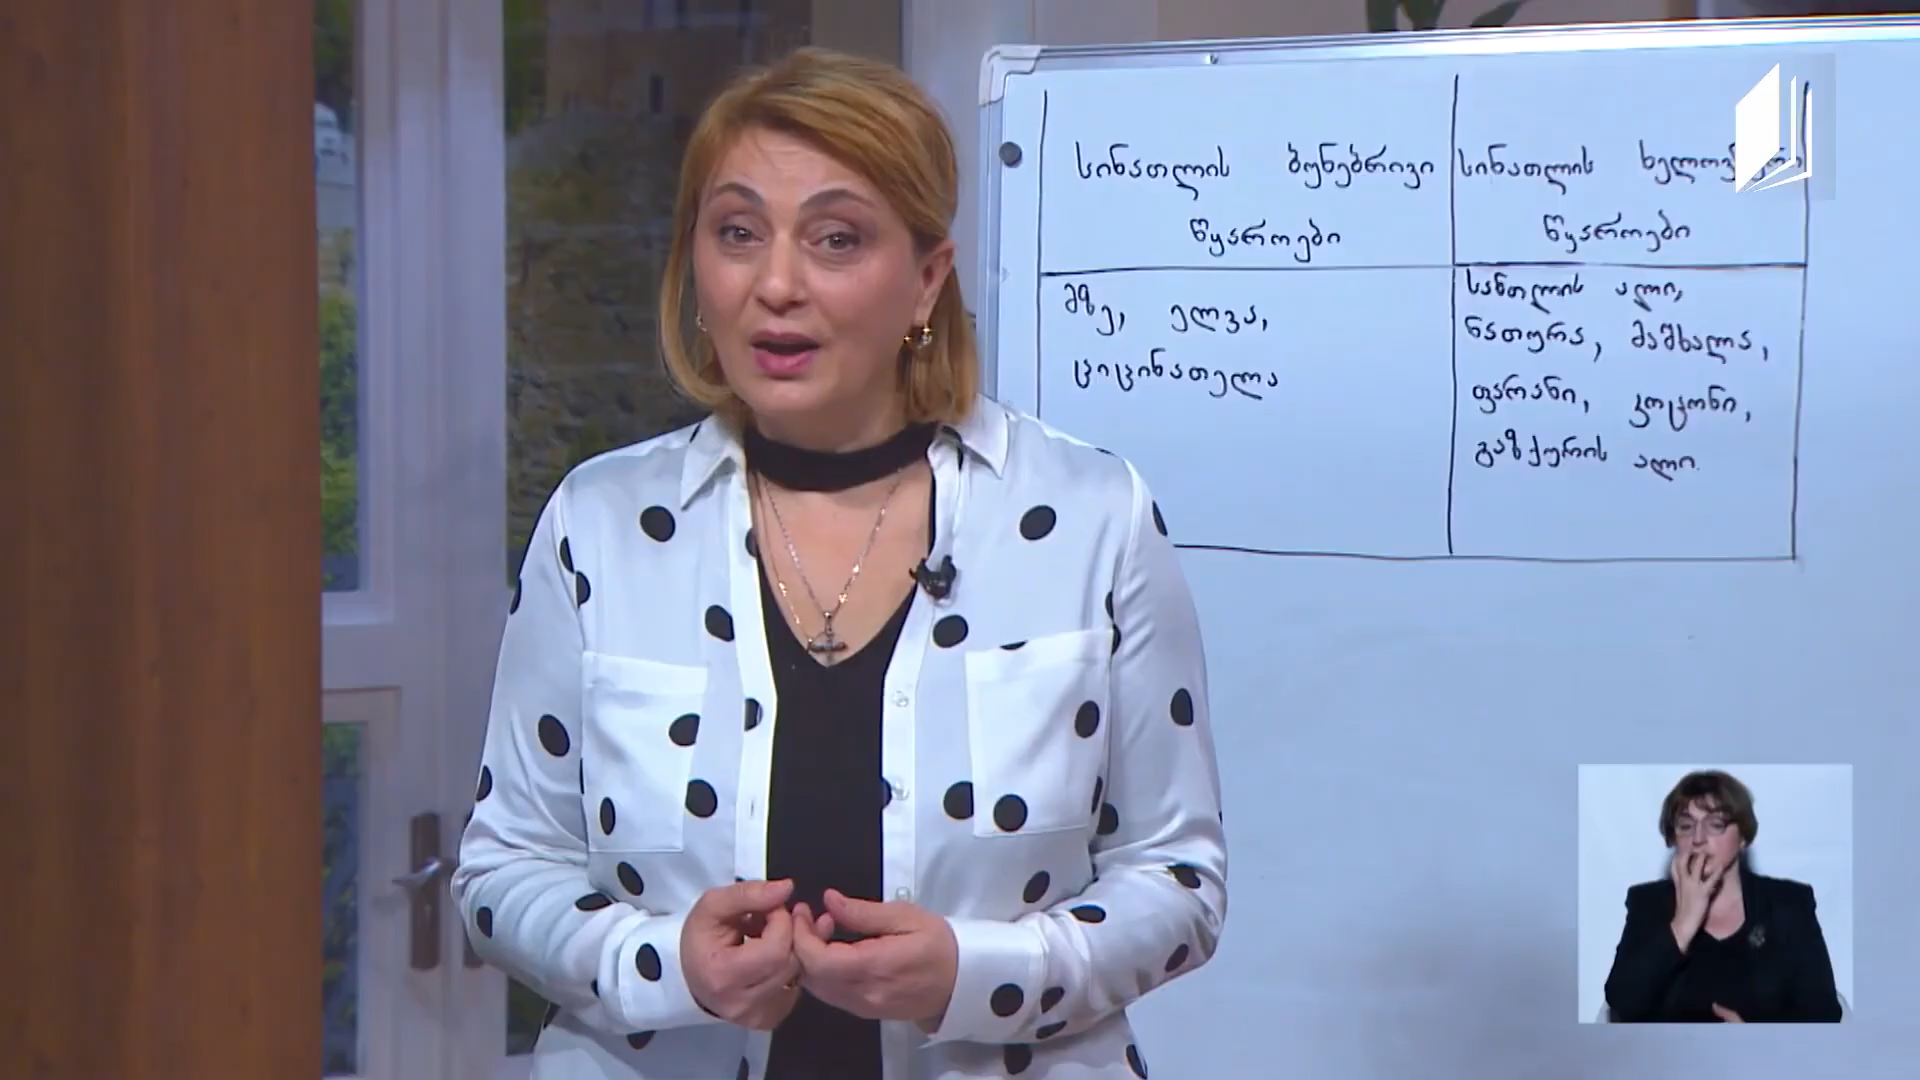 სინათლის ბუნებრივი
წყაროები
სინათლის
წყაროები
მზე, ელვა,
ციცინათელა
სანთლის ალი,
ნათურა, მაშხალა,
ფარანი, კოცონი,
გაზქურის ალი.